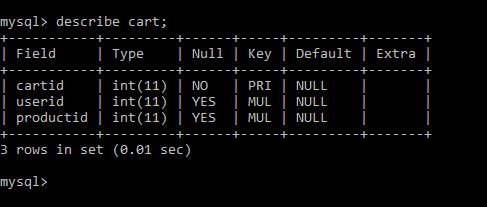 mysql> describe cart;
+-----------+---------+------+-----+---------+-------+
| Field     | Type    | Null | Key | Default | Extra |
+-----------+---------+------+-----+---------+-------+
| cartid    | int(11) | NO   | PRI | NULL    |       |
| userid    | int(11) | YES  | MUL | NULL    |       |
| productid | int(11) | YES  | MUL | NULL    |       |
+-----------+---------+------+-----+---------+-------+
3 rows in set (0.01 sec)
mysql>